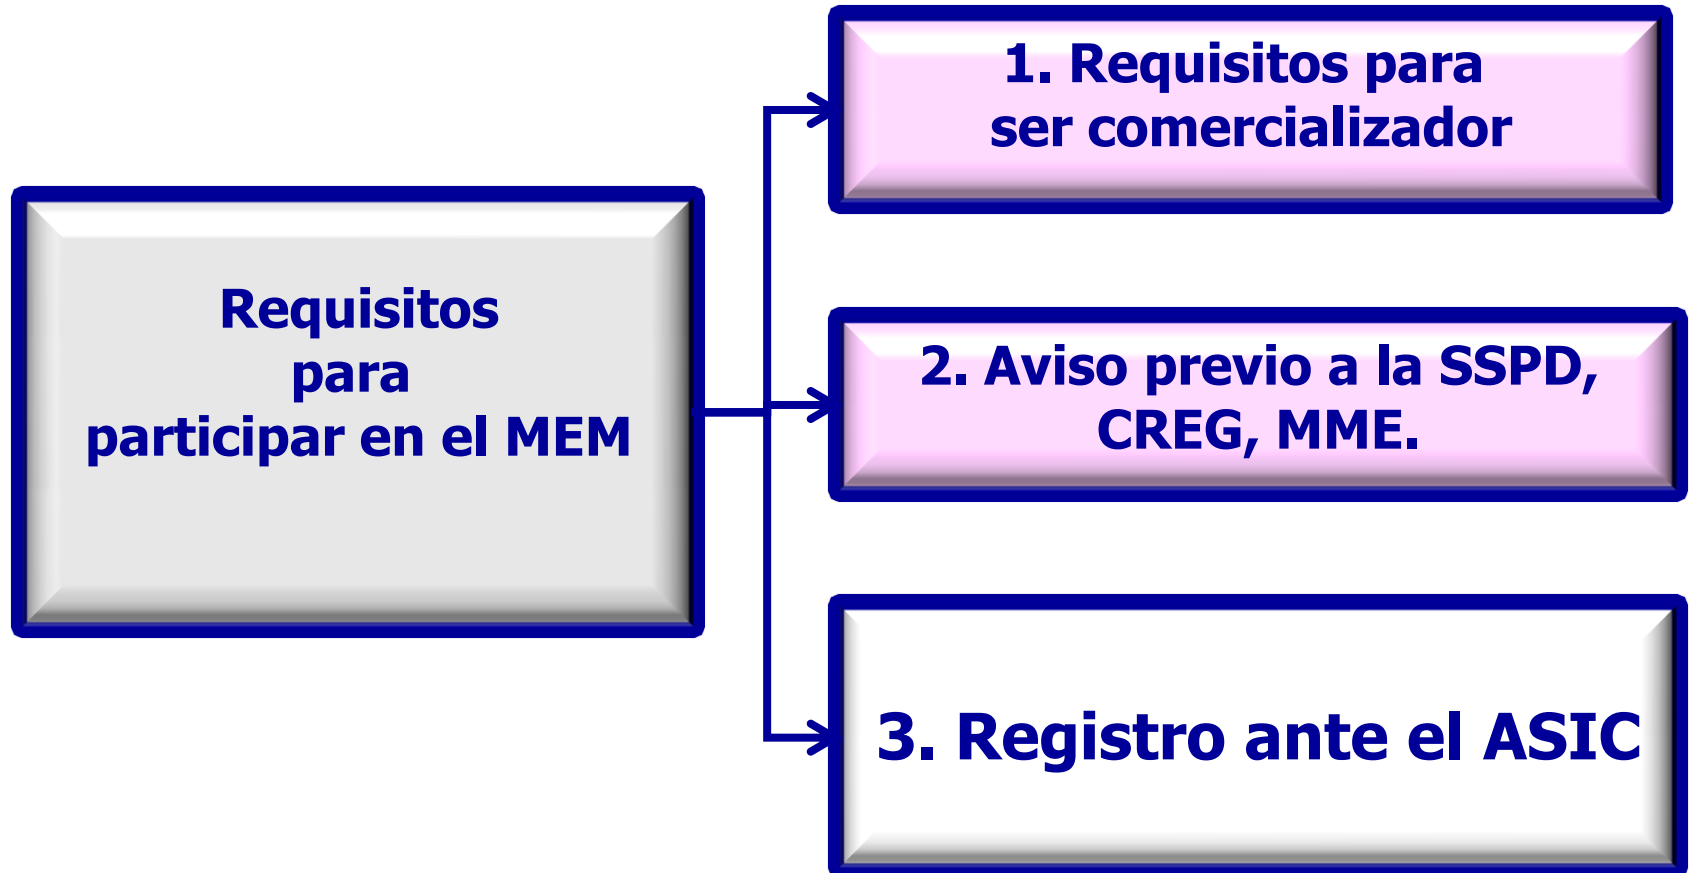 Requisitos
para
participar en el MEM
1. Requisitos para
ser comercializador
2. Aviso previo a la SSPD,
CREG, MME.
3. Registro ante el ASIC